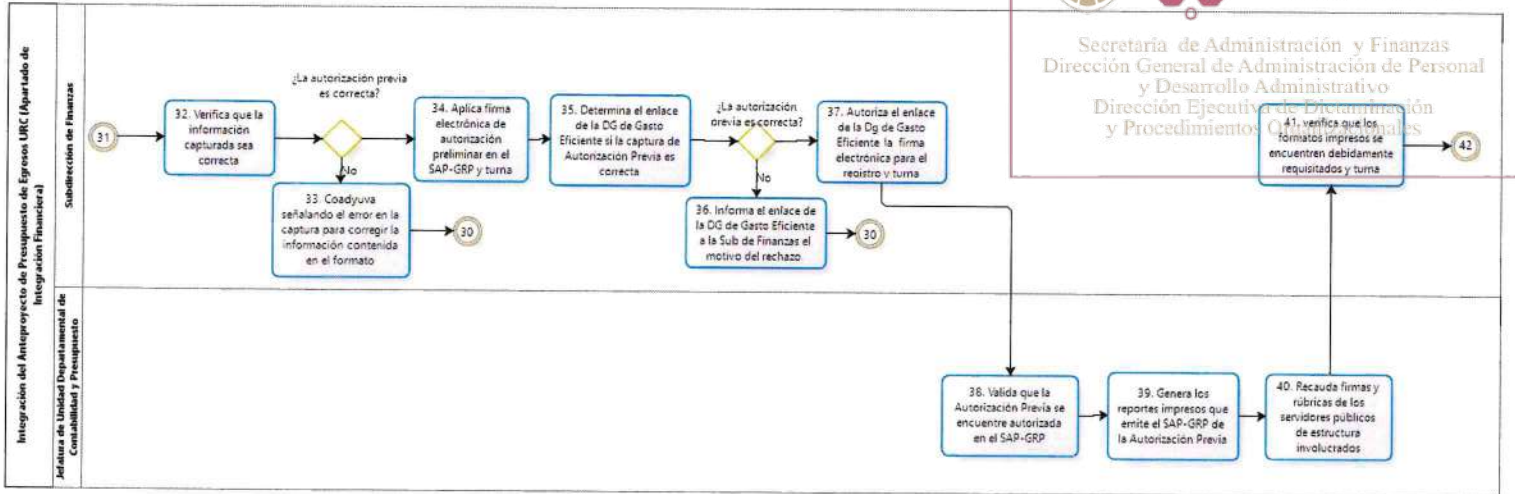 Secretaría de Administración y Finanzas
Dirección General de Administración de Personal
y Desarrollo Administrativo
Dirección Ejecutiva de Dictaminación
y Procedimientos Organizacionales
Integración del Anteproyecto de Presupuesto de Egresos URC (Apartado de
Integración Financiera)
Subdirección de Finanzas
31
32. Verifica que la
información
capturada sea
correcta
¿La autorización previa
es correcta?
No
33. Coadyuva
señalando el error en la
captura para corregir la
información contenida
en el formato
30
34. Aplica firma
electrónica de
autorización
preliminar en el
SAP-GRP y turna
35. Determina el enlace
de la DG de Gasto
Eficiente si la captura de
Autorización Previa es
correcta
¿La autorización
previa es correcta?
No
36. Informa el enlace de
la DG de Gasto Eficiente
a la Sub de Finanzas el
motivo del rechazo
30
37. Autoriza el enlace
de la Dg de Gasto
Eficiente la firma
electrónica para el
registro y turna
41. verifica que los
formatos impresos se
encuentren debidamente
requisitados y turna
42
Jefatura de Unidad Departamental de
Contabilidad y Presupuesto
38. Valida que la
Autorización Previa se
encuentre autorizada
en el SAP-GRP
39. Genera los
reportes impresos que
emite el SAP-GRP de
la Autorización Previa
40. Recauda firmas y
rúbricas de los
servidores públicos
de estructura
involucrados